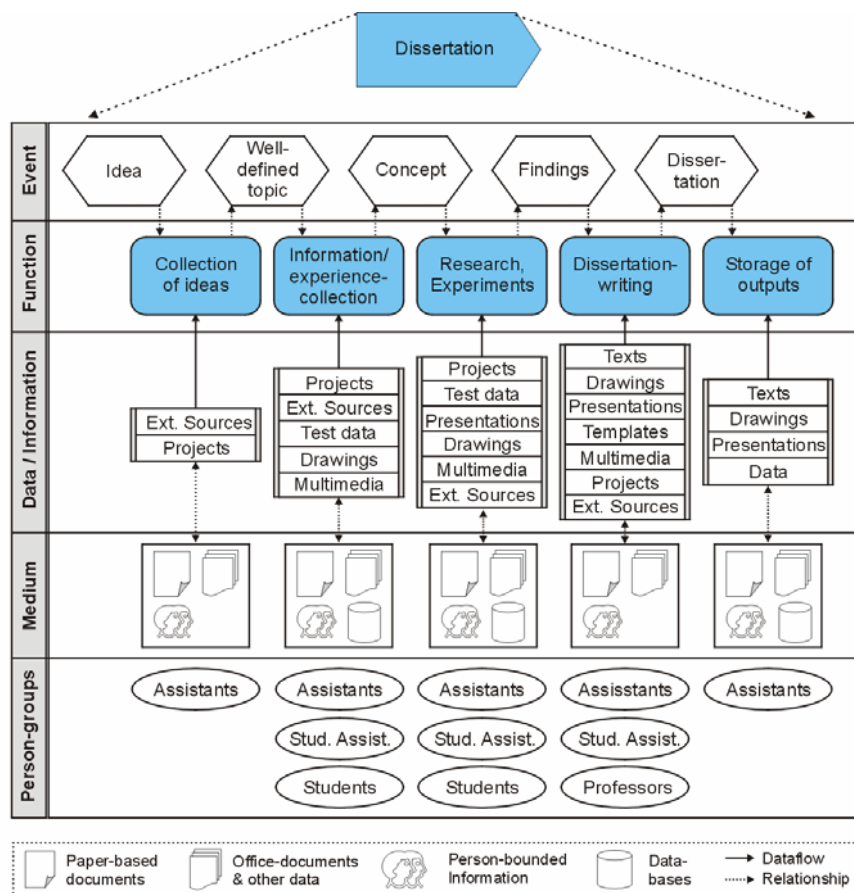 Dissertation
Event
Idea
Well-
defined
topic
Concept
Findings
Disser-
tation
Function
Collection
of ideas
Information/
experience-
collection
Research,
Experiments
Dissertation-
writing
Storage of
outputs
Data / Information
Ext. Sources
Projects
Projects
Ext. Sources
Test data
Drawings
Multimedia
Projects
Test data
Presentations
Drawings
Multimedia
Ext. Sources
Texts
Drawings
Presentations
Templates
Multimedia
Projects
Ext. Sources
Texts
Drawings
Presentations
Data
Medium
Person-groups
Assistants
Assistants
Stud. Assist.
Students
Assistants
Stud. Assist.
Students
Assisstants
Stud. Assist.
Professors
Assistants
Paper-based
documents
Office-documents
& other data
Person-bounded
Information
Data-
bases
Dataflow
Relationship